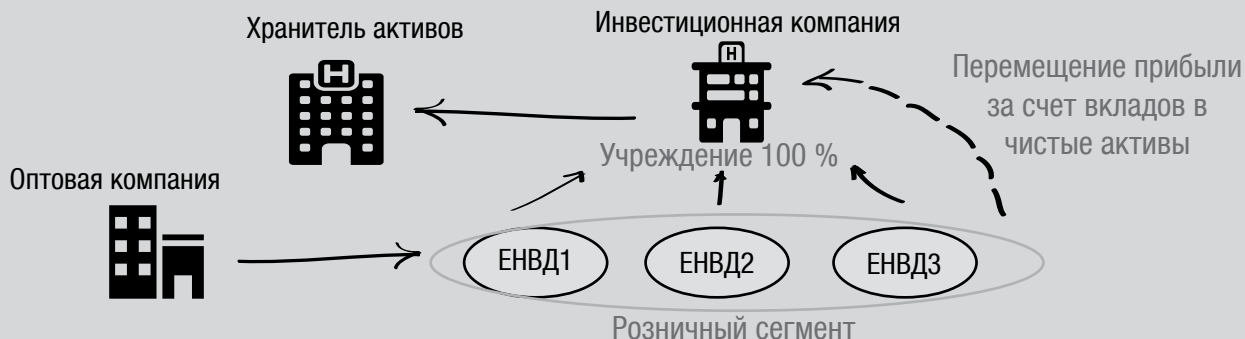 Хранитель активов
Инвестиционная компания
H
H
Перемещение прибыли
за счет вкладов в
чистые активы
Учреждение 100 %
Оптовая компания
ЕНВД1
ЕНВД2
ЕНВД3
Розничный сегмент